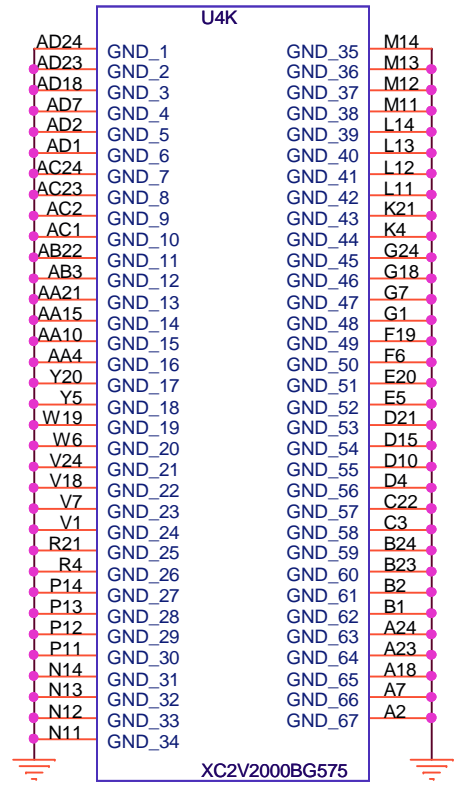 U4K
AD24 GND_1 GND_35 M14
AD23 GND_2 GND_36 M13
AD18 GND_3 GND_37 M12
AD7 GND_4 GND_38 M11
AD2 GND_5 GND_39 L14
AD1 GND_6 GND_40 L13
AC24 GND_7 GND_41 L12
AC23 GND_8 GND_42 L11
AC2 GND_9 GND_43 K21
AC1 GND_10 GND_44 K4
AB22 GND_11 GND_45 G24
AB3 GND_12 GND_46 G18
AA21 GND_13 GND_47 G7
AA15 GND_14 GND_48 G1
AA10 GND_15 GND_49 F19
AA4 GND_16 GND_50 F6
Y20 GND_17 GND_51 E20
Y5 GND_18 GND_52 E5
W19 GND_19 GND_53 D21
W6 GND_20 GND_54 D15
V24 GND_21 GND_55 D10
V18 GND_22 GND_56 D4
V7 GND_23 GND_57 C22
V1 GND_24 GND_58 C3
R21 GND_25 GND_59 B24
R4 GND_26 GND_60 B23
P14 GND_27 GND_61 B2
P13 GND_28 GND_62 B1
P12 GND_29 GND_63 A24
P11 GND_30 GND_64 A23
N14 GND_31 GND_65 A18
N13 GND_32 GND_66 A7
N12 GND_33 GND_67 A2
N11 GND_34
XC2V2000BG575